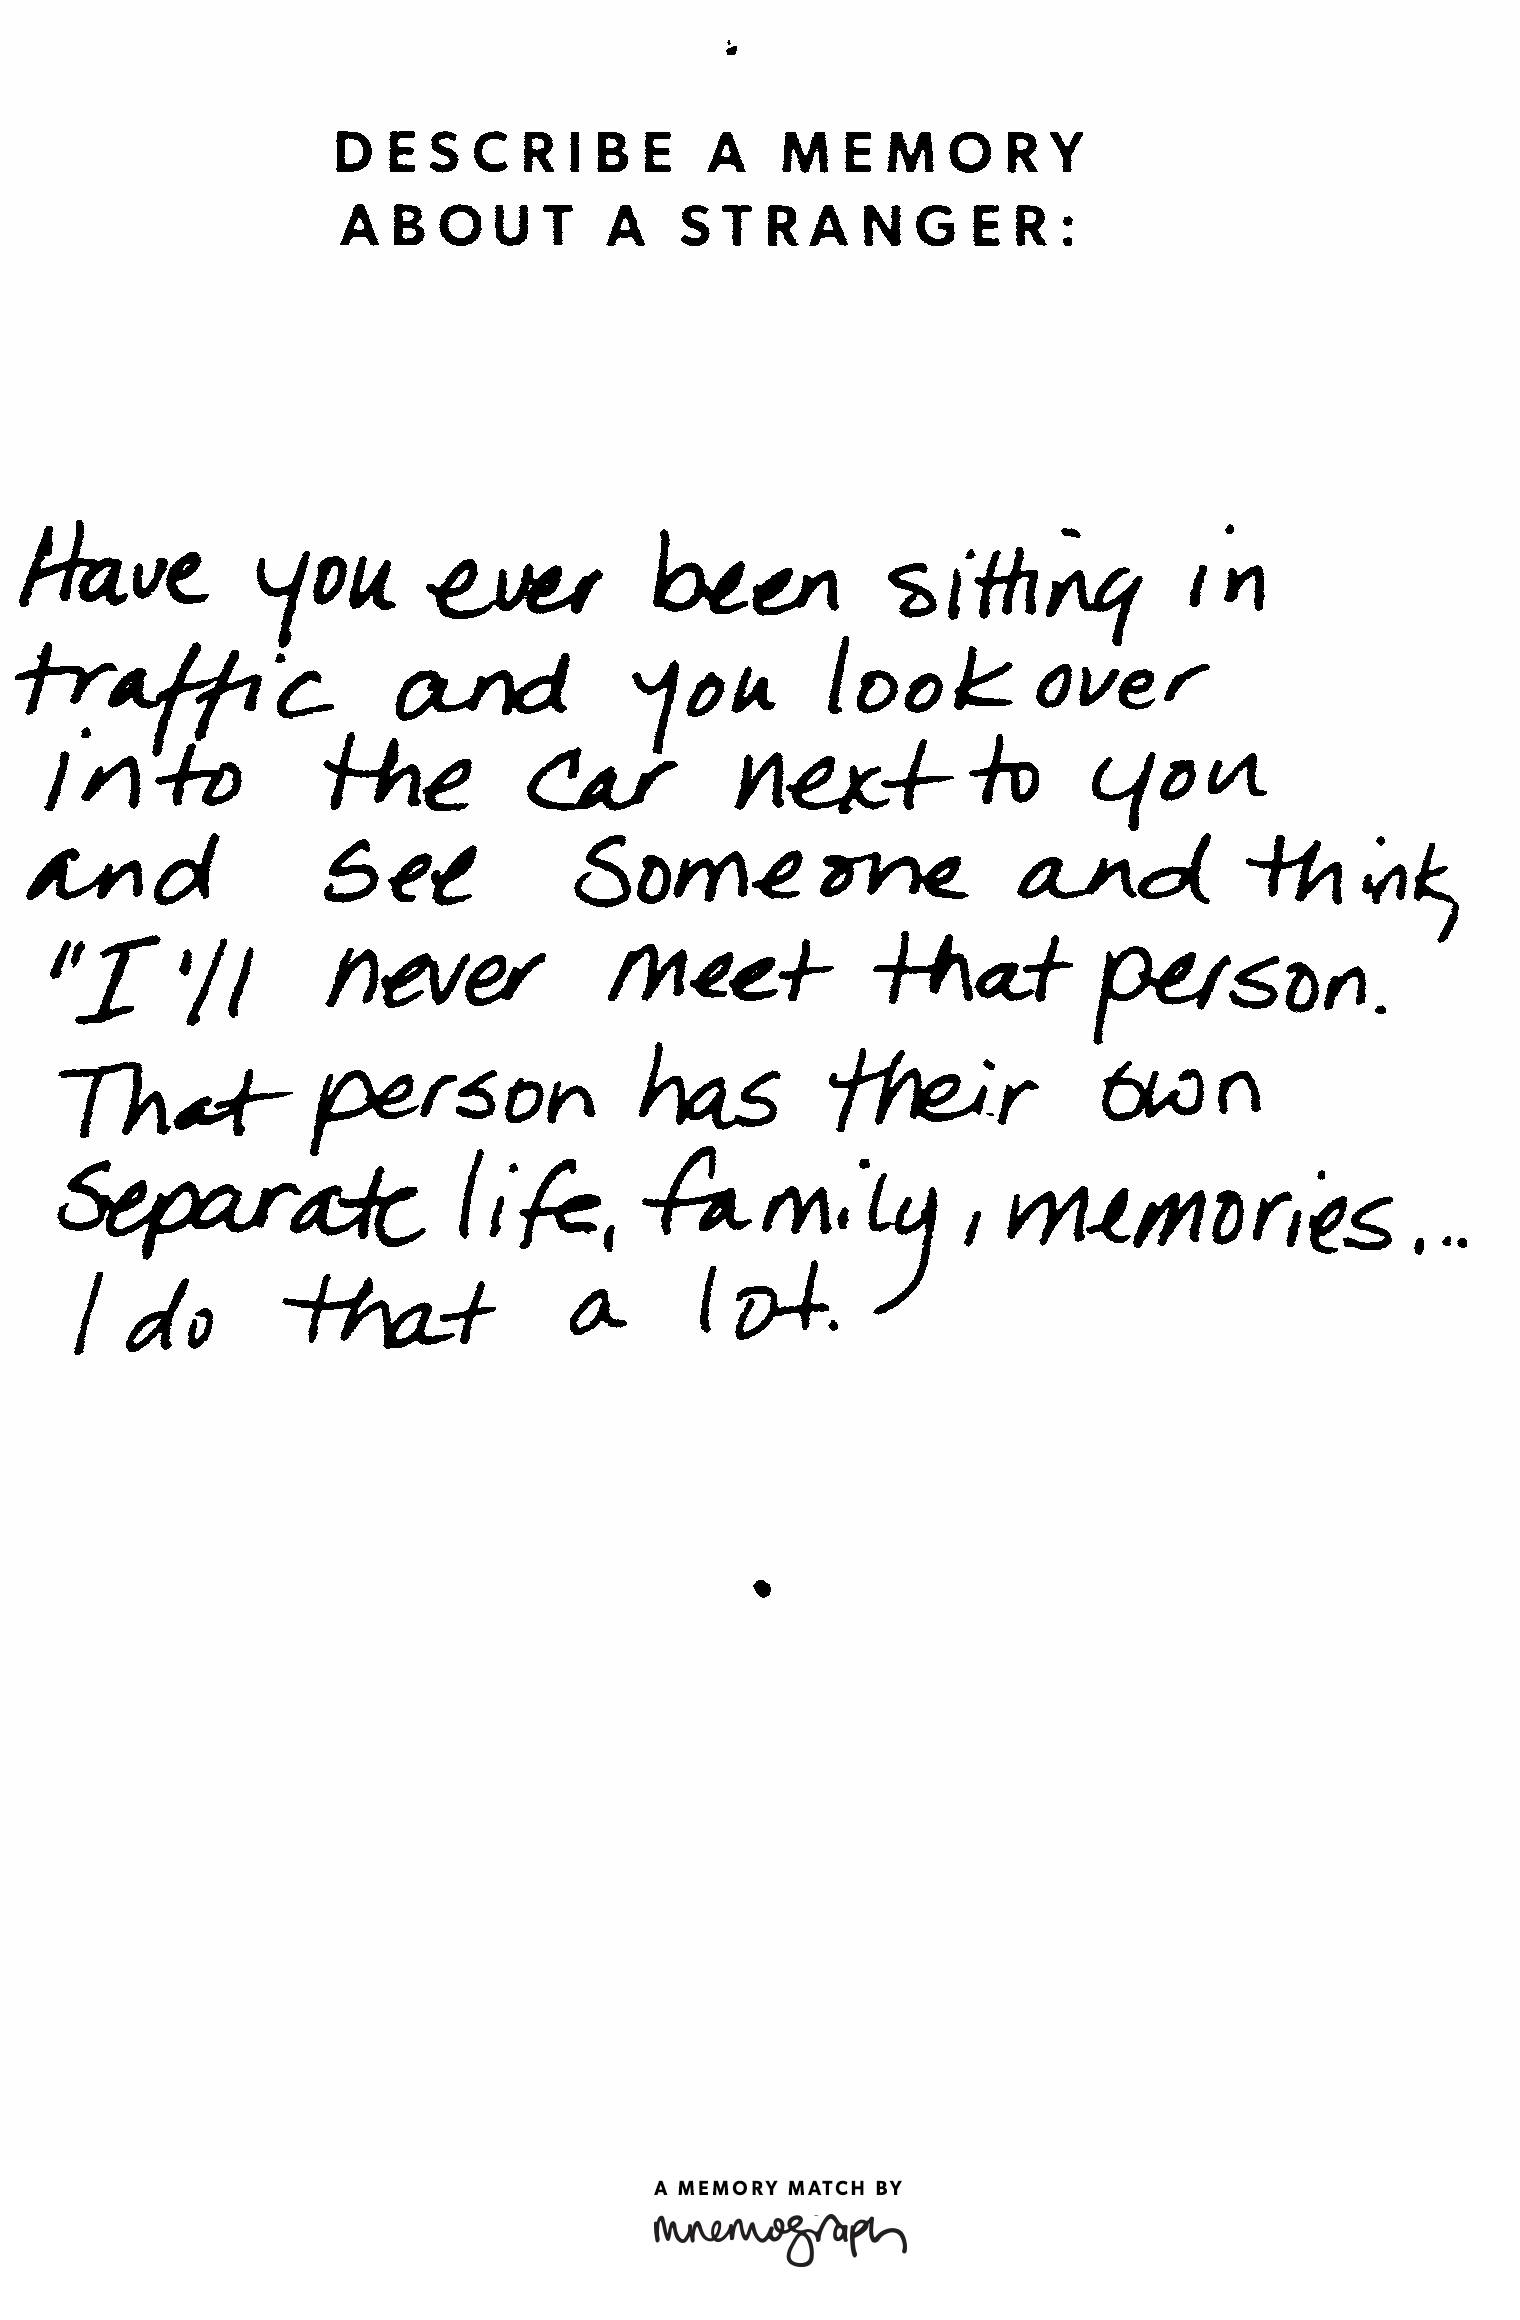 DESCRIBE A MEMORY
ABOUT A STRANGER:
Have you ever been sitting in
traffic and you look over
into the car next to you
and see someone and think,
"I'll never meet that person.
That person has their own
separate life, family, memories...
I do that a lot.
A MEMORY MATCH BY
mnemograph